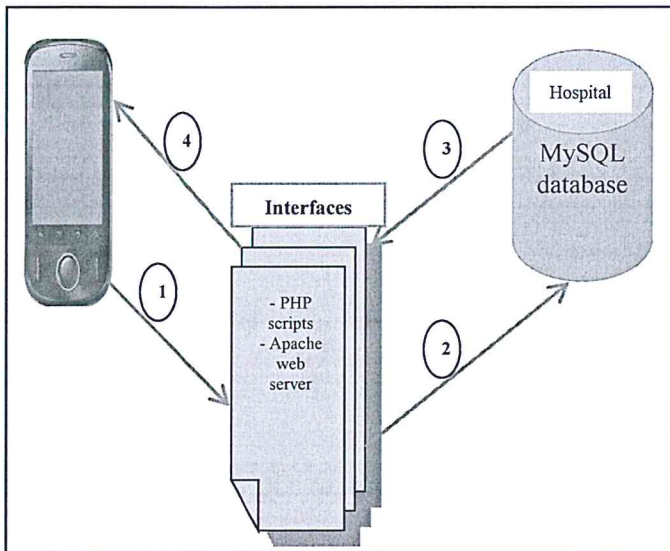 Hospital
MySQL
database
4
3
Interfaces
1
- PHP
scripts
- Apache
web
server
2